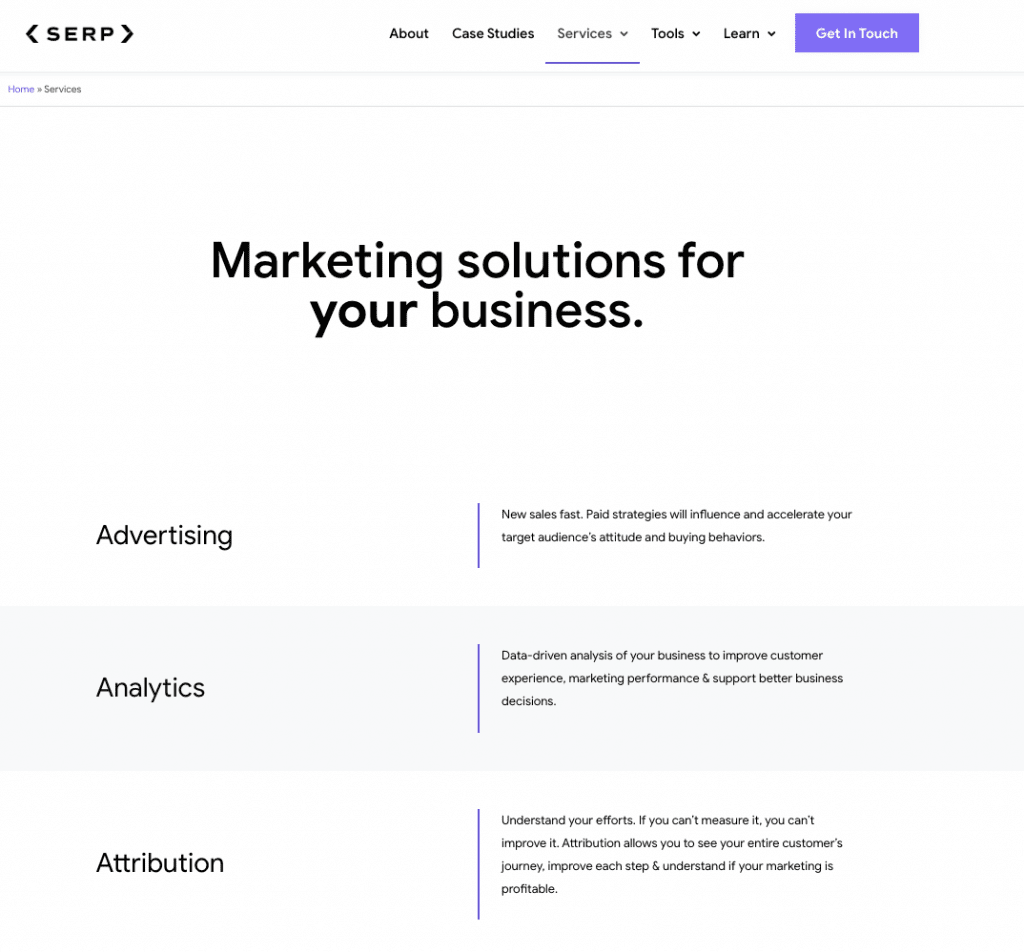 < SERP >
About Case Studies Services Tools Learn Get In Touch
Home » Services
Marketing solutions for
your business.
Advertising
New sales fast. Paid strategies will influence and accelerate your
target audience's attitude and buying behaviors.
Analytics
Data-driven analysis of your business to improve customer
experience, marketing performance & support better business
decisions.
Attribution
Understand your efforts. If you can't measure it, you can't
improve it. Attribution allows you to see your entire customer's
journey, improve each step & understand if your marketing is
profitable.